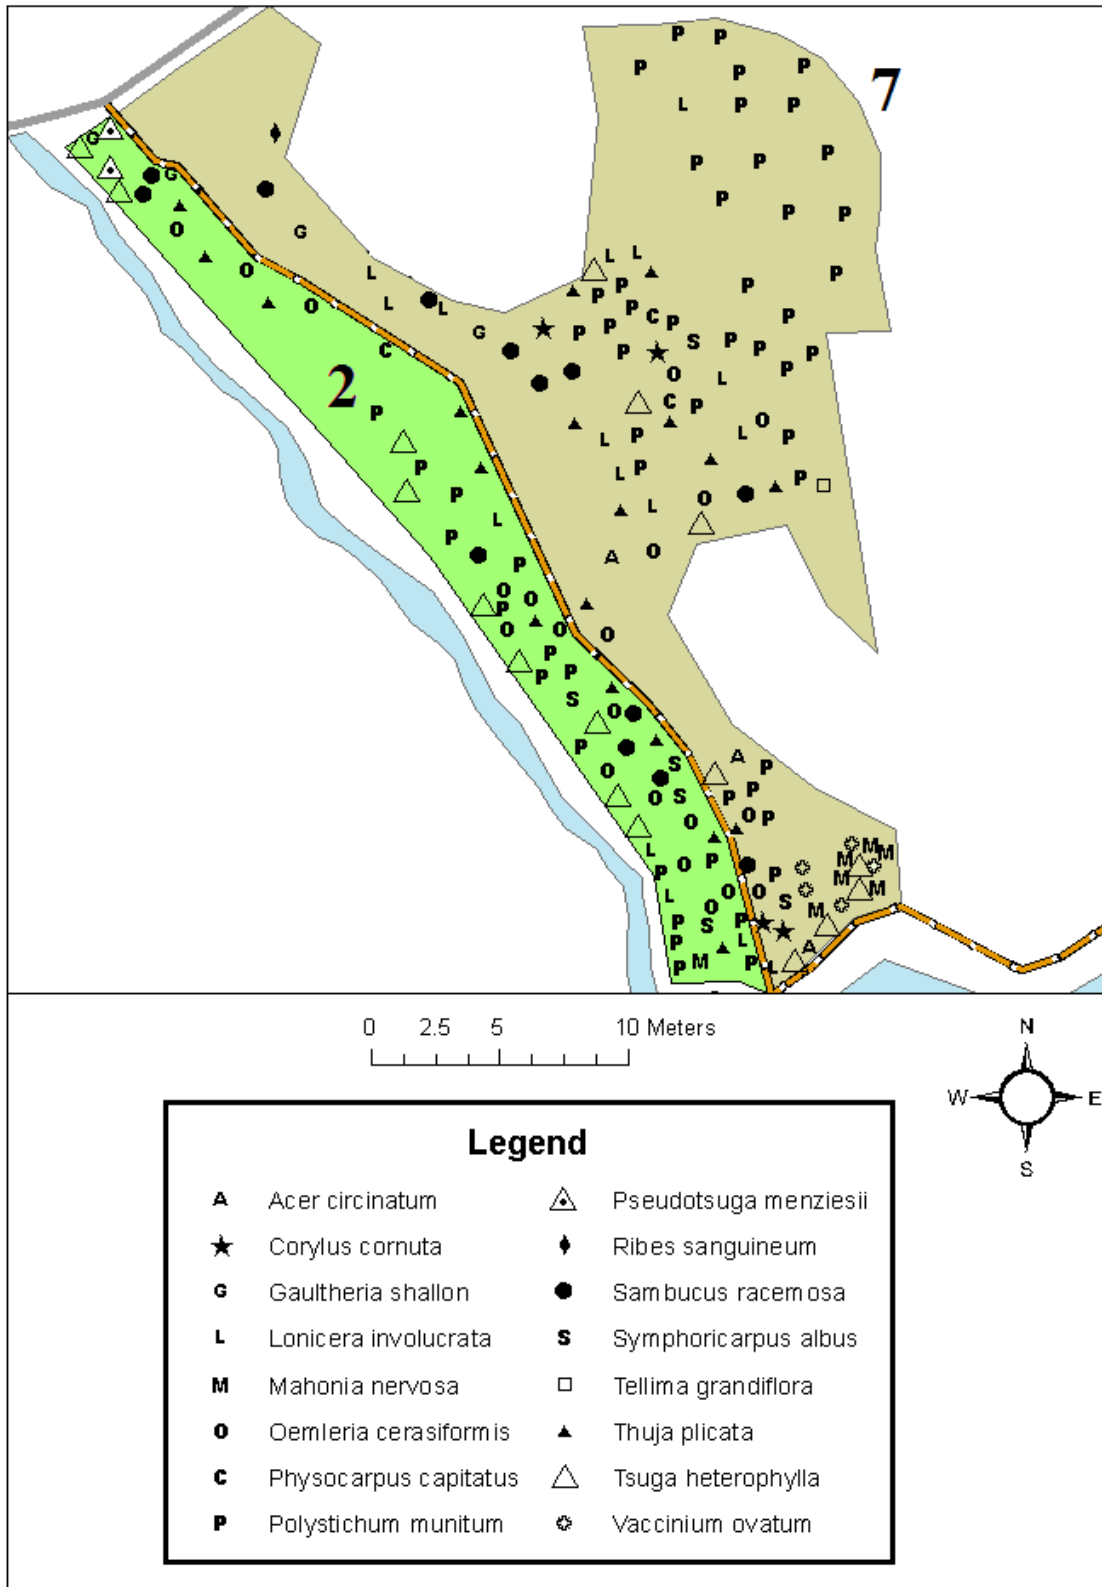 7
2
0 2.5 5 10 Meters
N
W E
S
Legend
A Acer circinatum
Pseudotsuga menziesii
Corylus cornuta
Ribes sanguineum
G Gaultheria shallon
Sambucus racemosa
L Lonicera involucrata
S Symphoricarpus albus
M Mahonia nervosa
Tellima grandiflora
O Oemleria cerasiformis
Thuja plicata
C Physocarpus capitatus
Tsuga heterophylla
P Polystichum munitum
Vaccinium ovatum